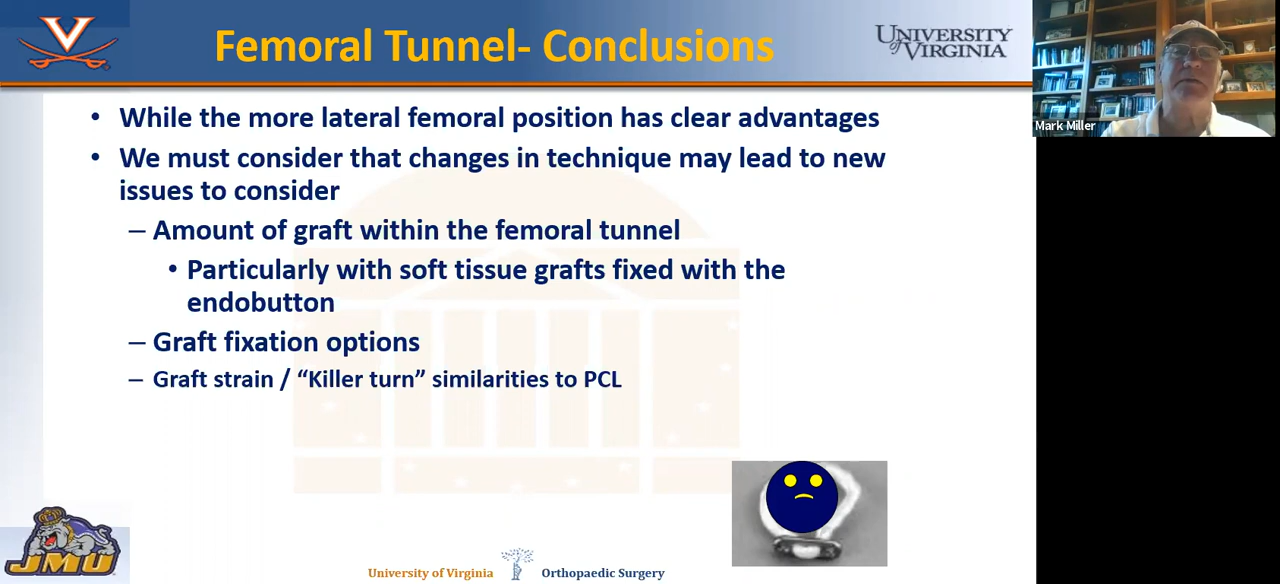 Femoral Tunnel- Conclusions
UNIVERSITY
of VIRGINIA
Mark Miller
• While the more lateral femoral position has clear advantages
• We must consider that changes in technique may lead to new
issues to consider
– Amount of graft within the femoral tunnel
• Particularly with soft tissue grafts fixed with the
endobutton
– Graft fixation options
– Graft strain / “Killer turn” similarities to PCL
JMU
University of Virginia Orthopaedic Surgery